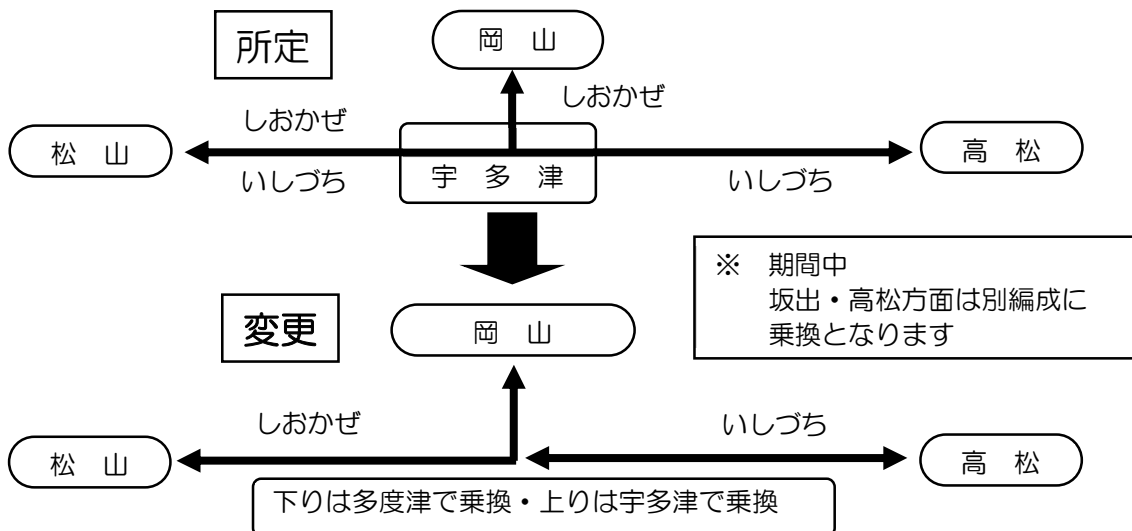 所定
岡 山
しおかぜ
しおかぜ
松 山
高 松
いしづち
宇 多 津
いしづち
※ 期間中
坂出・高松方面は別編成に
乗換となります
変更
岡 山
しおかぜ
いしづち
松 山
高 松
下りは多度津で乗換・上りは宇多津で乗換